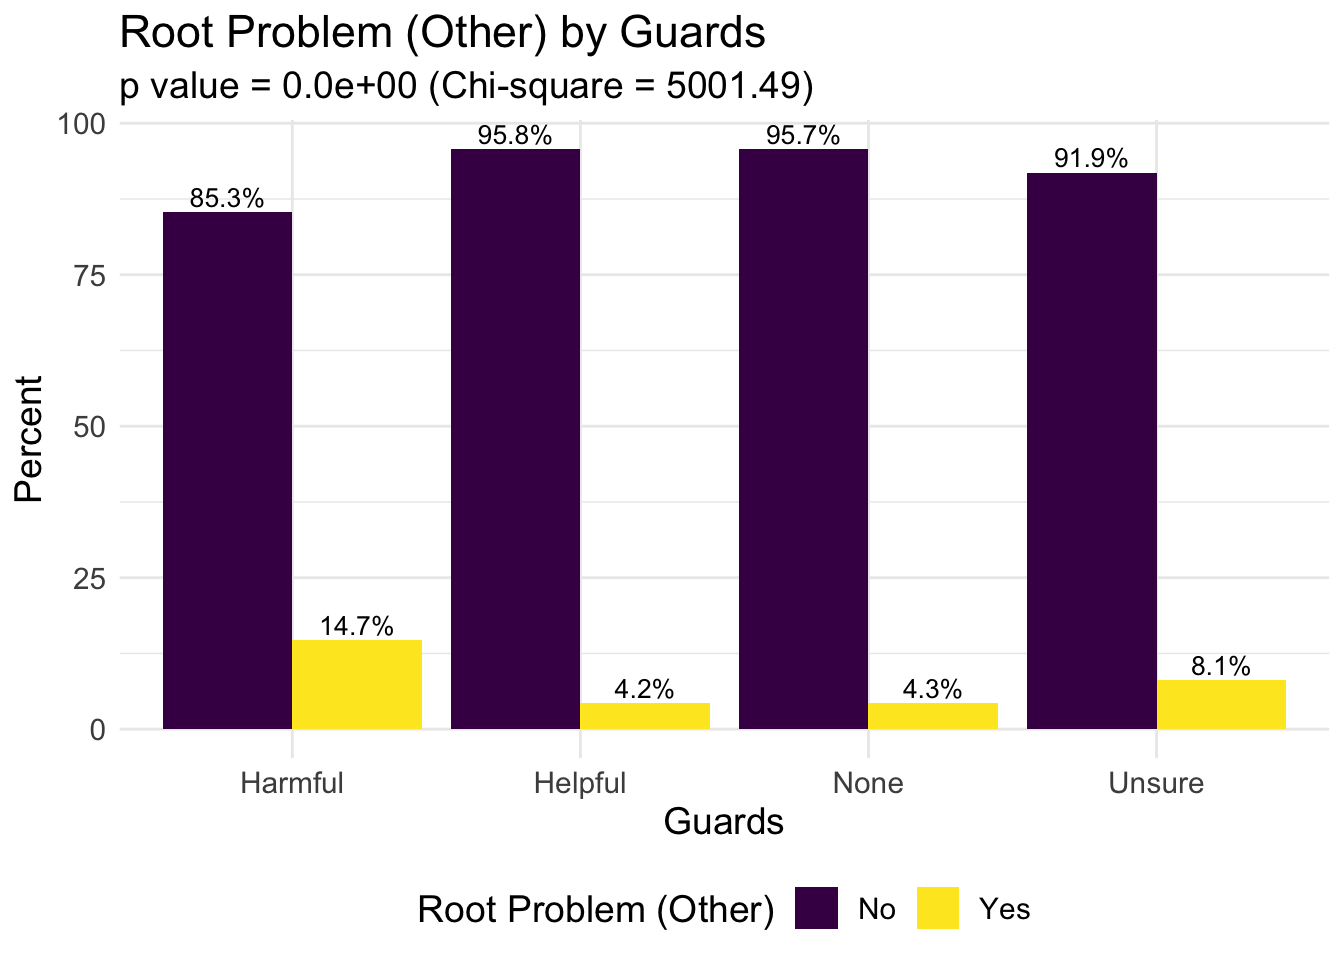 Root Problem (Other) by Guards
p value = 0.0e+00 (Chi-square = 5001.49)
Percent
100
75
50
25
0
85.3%
14.7%
95.8%
4.2%
95.7%
4.3%
91.9%
8.1%
Harmful
Helpful
None
Unsure
Guards
Root Problem (Other) No Yes